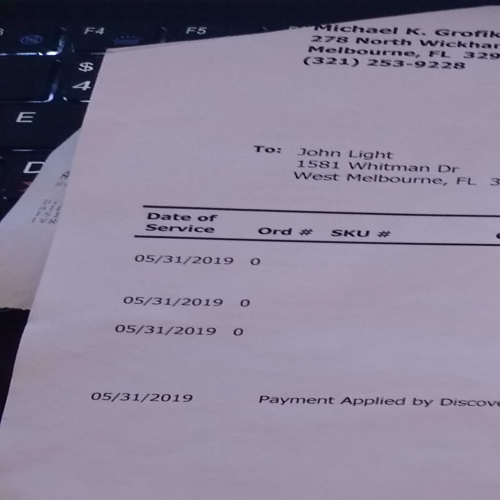 F4
F5
$
4
E
D
Michael K. Grofik
278 North Wickha
Melbourne, FL 329
(321) 253-9228
To: John Light
1581 Whitman Dr
West Melbourne, FL 3
Date of
Service Ord # SKU #
05/31/2019 0
05/31/2019 0
05/31/2019 0
05/31/2019 Payment Applied by Discove